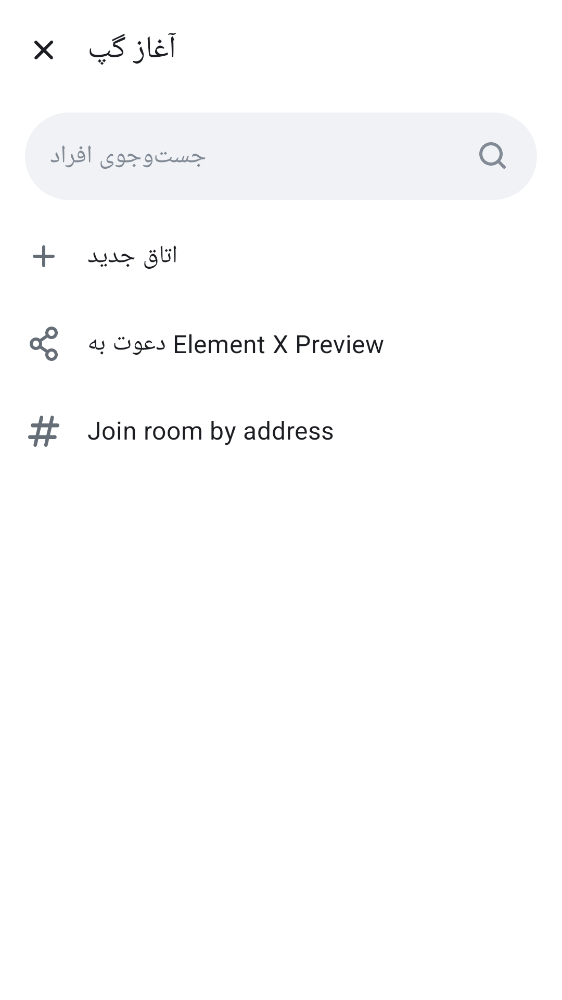 آغاز گپ
جست‌وجوی افراد
اتاق جدید
دعوت به Element X Preview
Join room by address